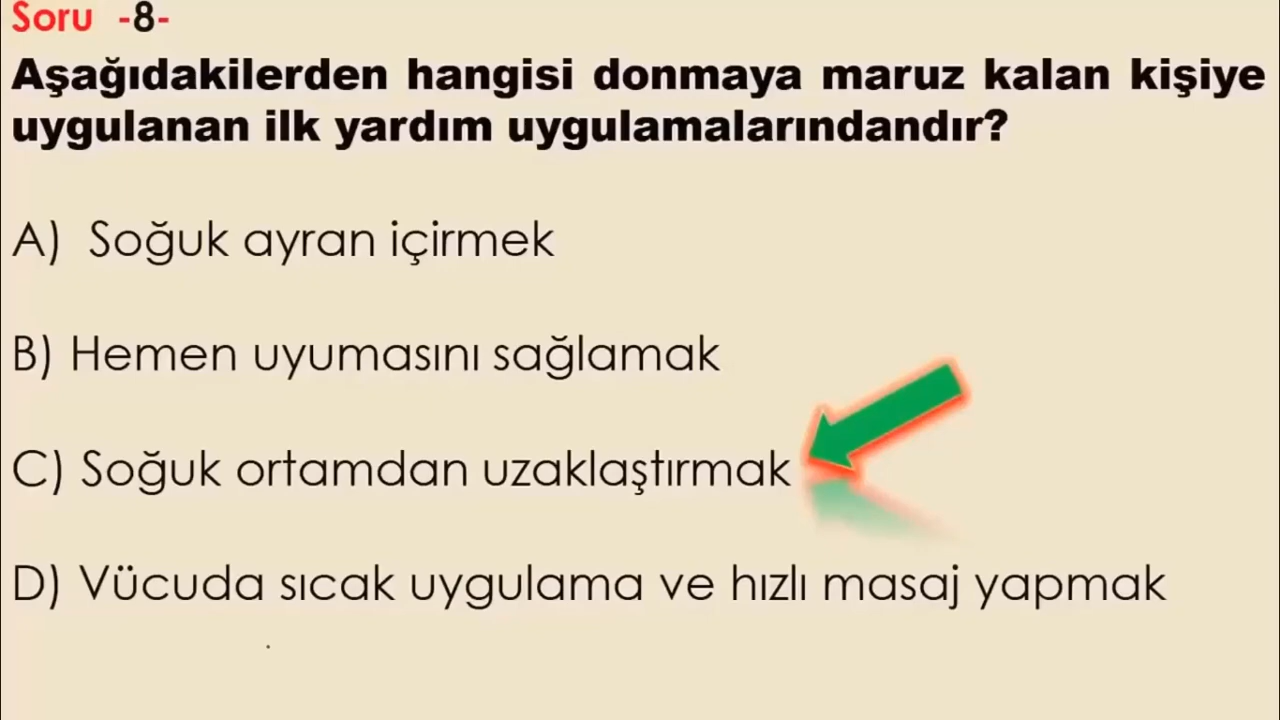 Soru -8-
Aşağıdakilerden hangisi donmaya maruz kalan kişiye
uygulanan ilk yardım uygulamalarındandır?
A) Soğuk ayran içirmek
B) Hemen uyumasını sağlamak
C) Soğuk ortamdan uzaklaştırmak
D) Vücuda sıcak uygulama ve hızlı masaj yapmak